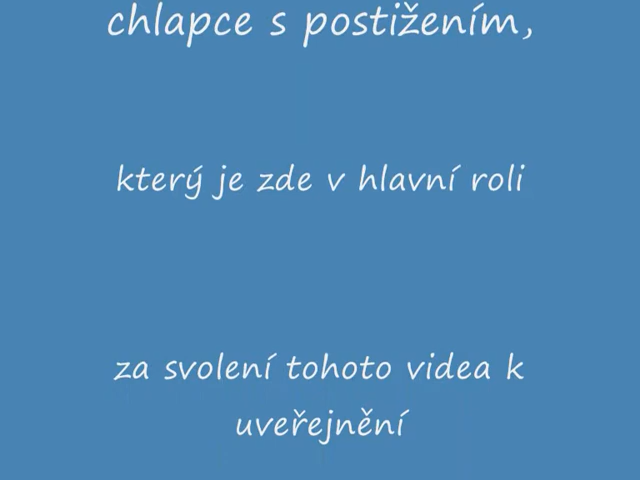 chlapce s postižením,
který je zde v hlavní roli
za svolení tohoto videa k
uveřejnění